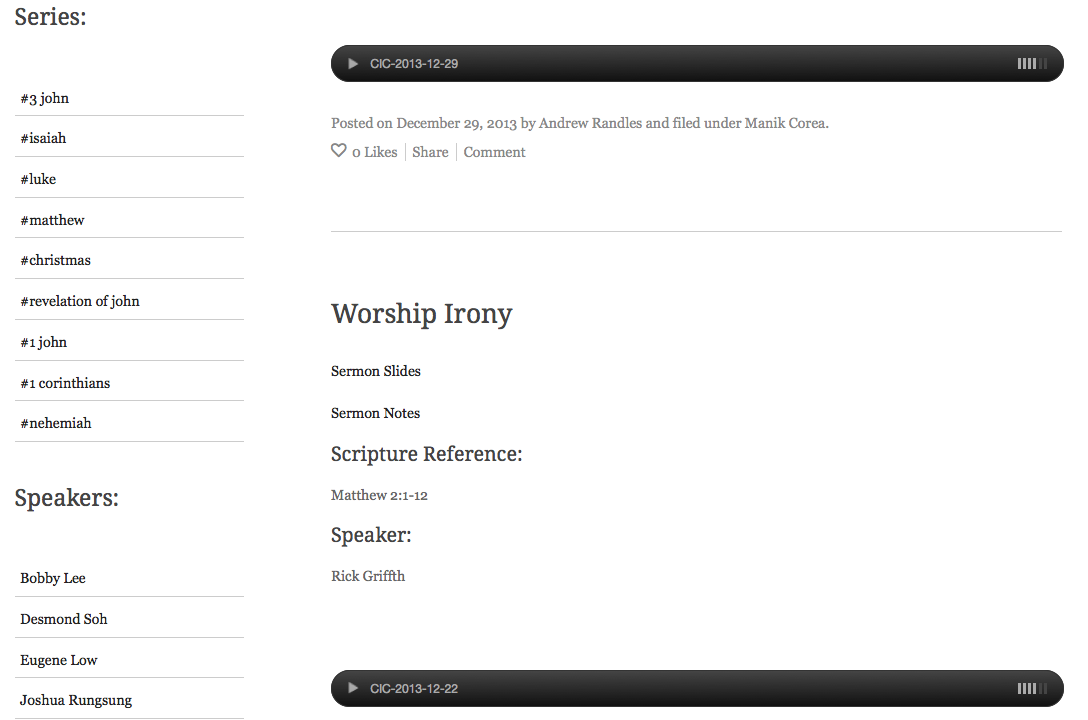 Series:
#3 john
#isaiah
#luke
#matthew
#christmas
#revelation of john
#1 john
#1 corinthians
#nehemiah
Speakers:
Bobby Lee
Desmond Soh
Eugene Low
Joshua Rungsung
CIC-2013-12-29
Posted on December 29, 2013 by Andrew Randles and filed under Manik Corea.
0 Likes Share Comment
Worship Irony
Sermon Slides
Sermon Notes
Scripture Reference:
Matthew 2:1-12
Speaker:
Rick Griffth
CIC-2013-12-22